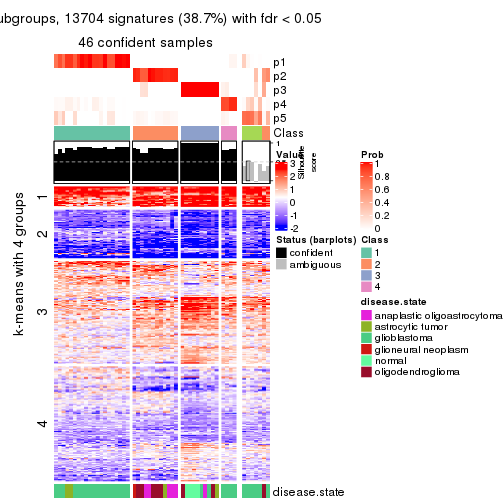 ubgroups, 13704 signatures (38.7%) with fdr < 0.05
46 confident samples
p1
p2
p3
p4
p5
Class
1
Silhouette
score
k-means with 4 groups
1
2
3
4
Value
3
2
0
-1
-2
Status (barplots)
confident
ambiguous
Prob
1
0.8
0.6
0.4
0.2
0
Class
1
2
3
4
disease.state
anaplastic oligoastrocytoma
astrocytic tumor
glioblastoma
glioneural neoplasm
normal
oligodendroglioma
disease.state